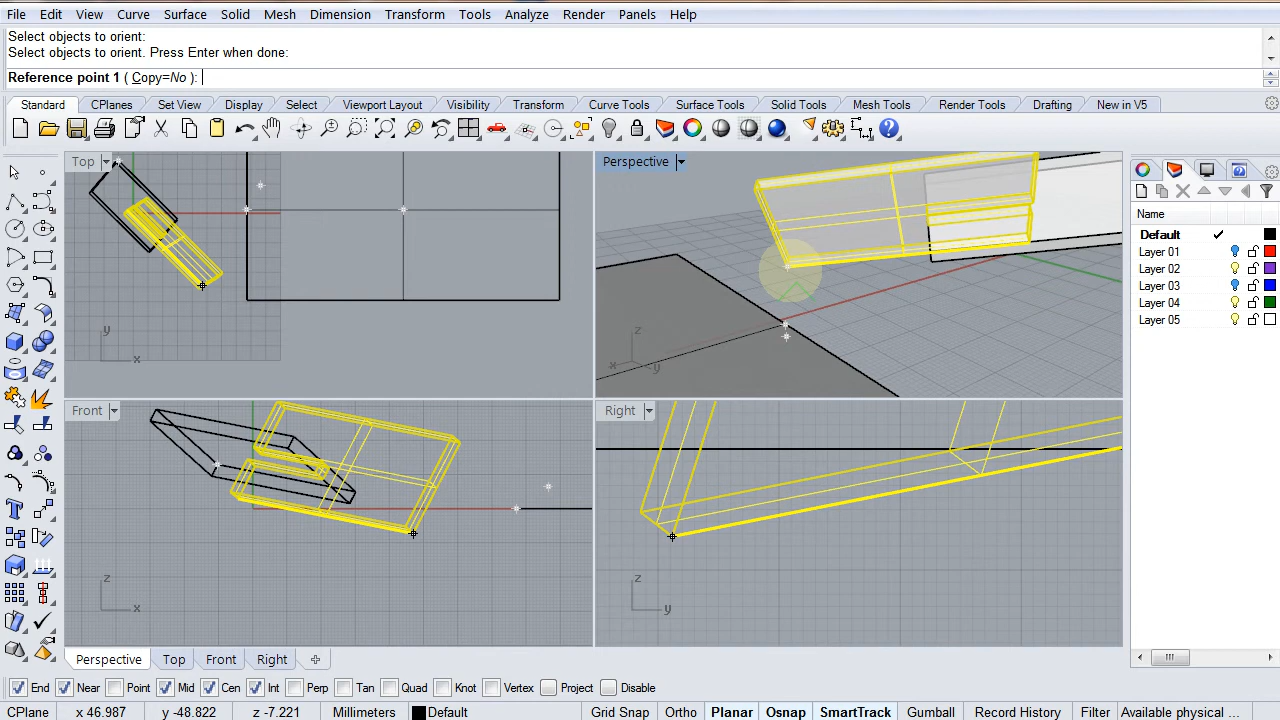 File Edit View Curve Surface Solid Mesh Dimension Transform Tools Analyze Render Panels Help
Select objects to orient:
Select objects to orient. Press Enter when done:
Reference point 1 ( Copy=No ):
Standard CPlanes Set View Display Select Viewport Layout Visibility Transform Curve Tools Surface Tools Solid Tools Mesh Tools Render Tools Drafting New in V5
Top
Perspective
Name
Default
Layer 01
Layer 02
Layer 03
Layer 04
Layer 05
y
x
z
x
y
Front
Right
z
x
z
y
Perspective Top Front Right
End Near Point Mid Cen Int Perp Tan Quad Knot Vertex Project Disable
CPlane x 46.987 y -48.822 z -7.221 Millimeters Default Grid Snap Ortho Planar Osnap SmartTrack Gumball Record History Filter Available physical ...